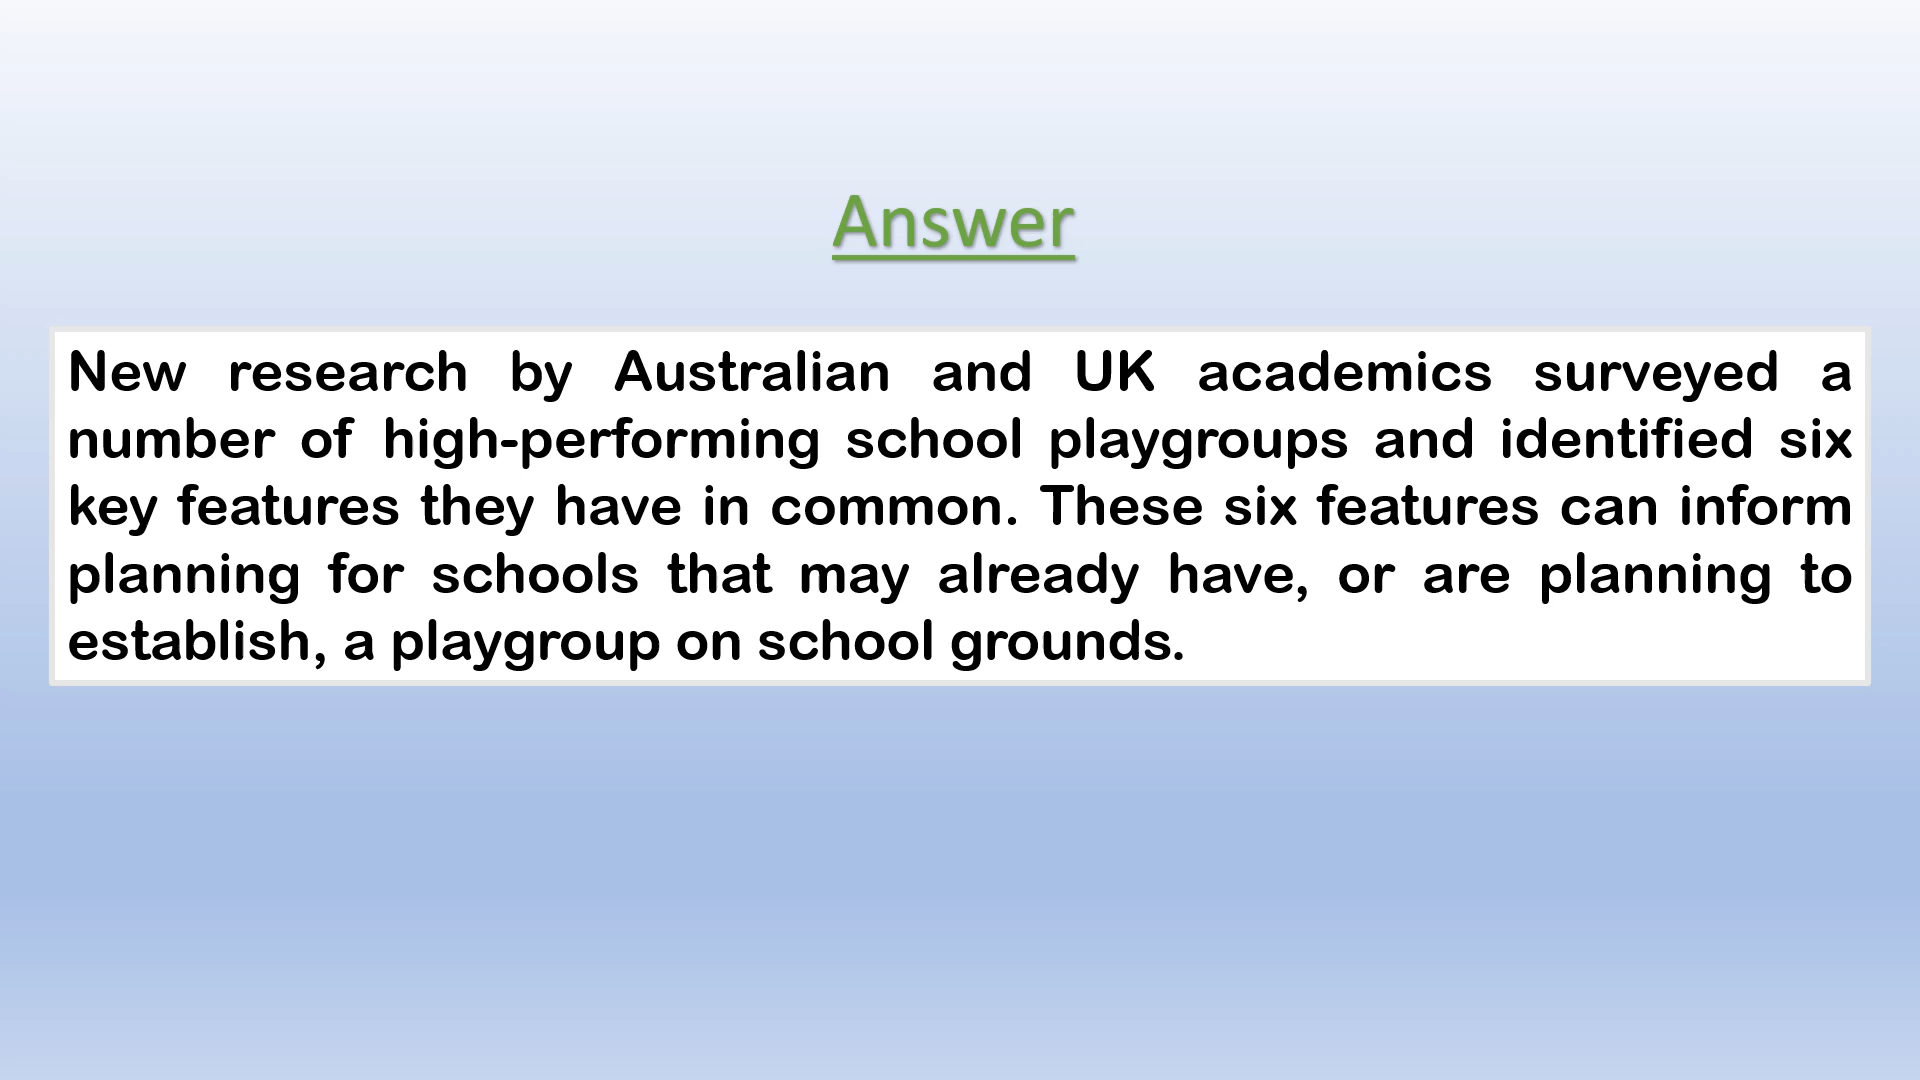 Answer
New research by Australian and UK academics surveyed a
number of high-performing school playgroups and identified six
key features they have in common. These six features can inform
planning for schools that may already have, or are planning to
establish, a playgroup on school grounds.